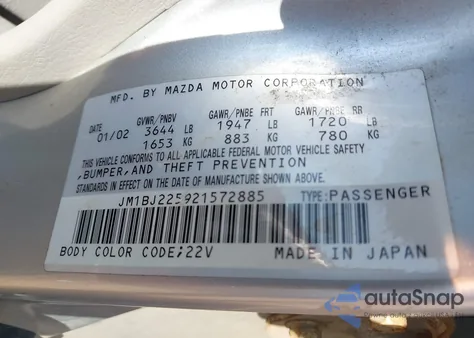 MFD. BY MAZDA MOTOR CORPORATION
GVWR/PNBV GAWR/PNBE FRT GAWR/PNBE RR
01/02 3644 LB 1947 LB 1720 LB
1653 KG 883 KG 780 KG
THIS VEHICLE CONFORMS TO ALL APPLICABLE FEDERAL MOTOR VEHICLE SAFETY
,BUMPER,AND THEFT PREVENTION
STANDARDS IN EFFECT ON THE DATE OF MANUFACTURE SHOWN ABOVE.
JM1BJ225921572885 TYPE:PASSENGER
BODY COLOR CODE;22V MADE IN JAPAN
autoSnap